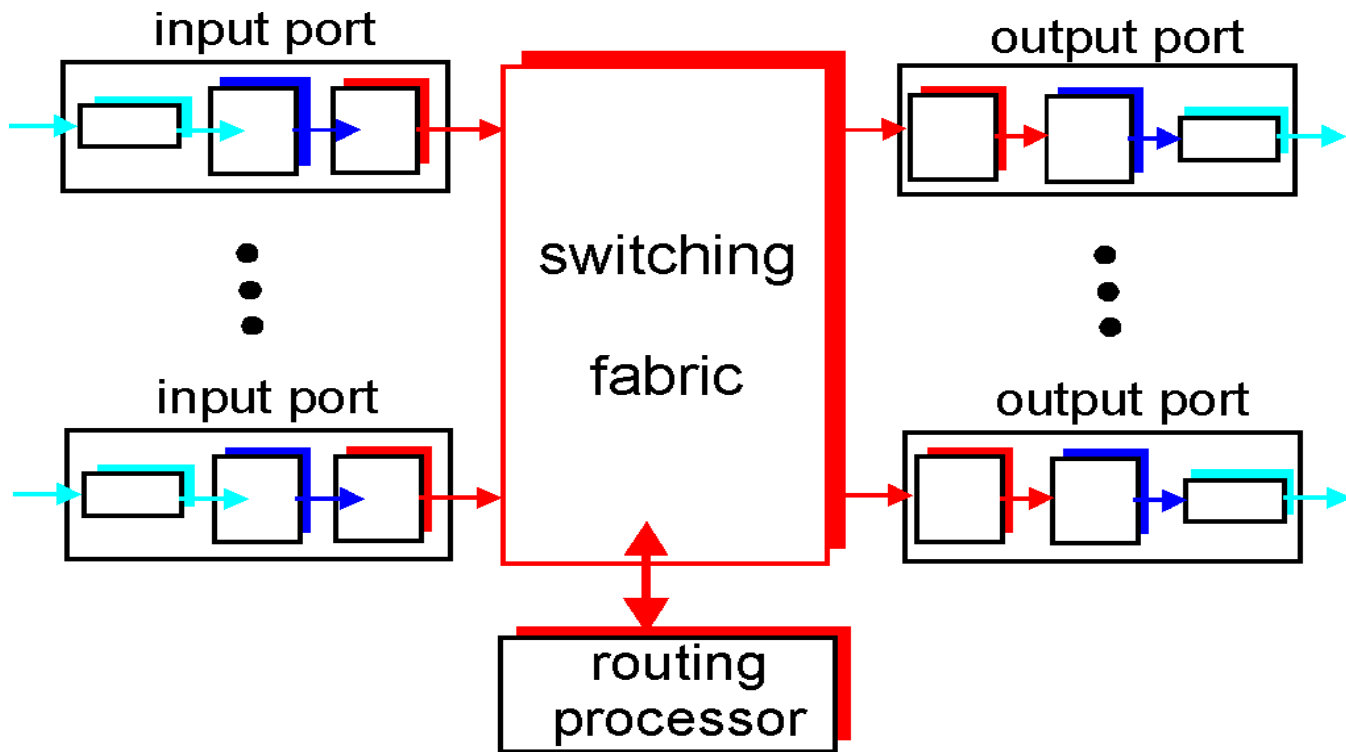 input port
output port
switching
fabric
input port
output port
routing
processor